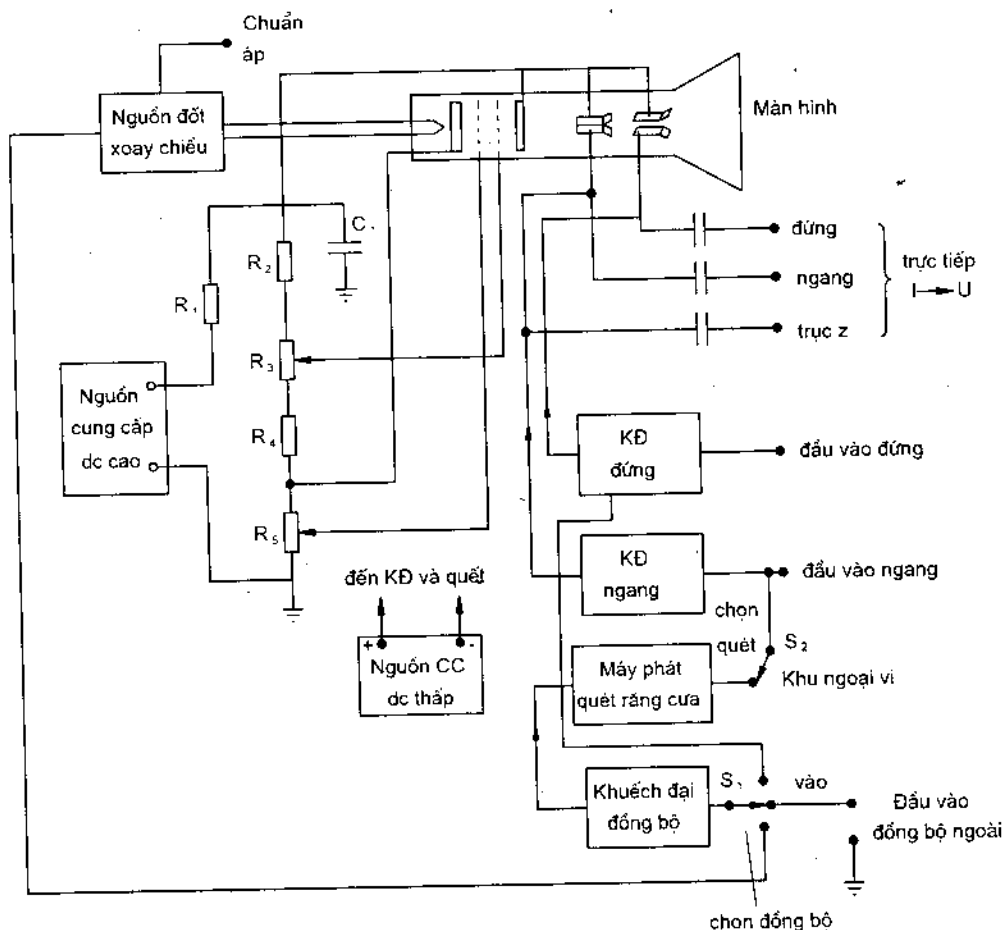 Chuẩn
áp
Nguồn đốt
xoay chiều
Màn hình
C₁
R₂
R₁
đứng
ngang
trục z
trực tiếp
I → U
R₃
Nguồn
cung cấp
dc cao
R₄
KĐ
đứng
đầu vào đứng
R₅
đến KĐ và quết
KĐ
ngang
đầu vào ngang
chọn
quét
S₂
+
-
Nguồn CC
dc thấp
Máy phát
quét răng cưa
Khu ngoại vi
Khuếch đại
đồng bộ
S₁
vào
Đầu vào
đồng bộ ngoài
chon đồng bộ